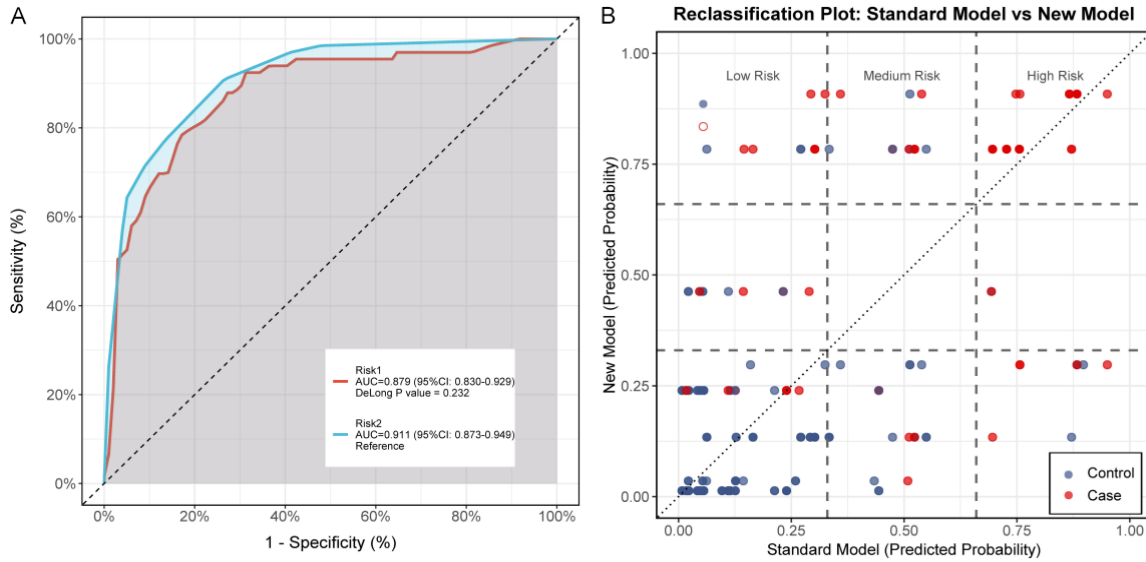 A
100%
80%
60%
40%
20%
0%
Sensitivity (%)
0%
20%
40%
60%
80%
100%
1 - Specificity (%)
Risk1
AUC=0.879 (95%CI: 0.830-0.929)
DeLong P value = 0.232
Risk2
AUC=0.911 (95%CI: 0.873-0.949)
Reference
B
Reclassification Plot: Standard Model vs New Model
Low Risk
Medium Risk
High Risk
1.00
0.75
0.50
0.25
0.00
New Model (Predicted Probability)
0.00
0.25
0.50
0.75
1.00
Standard Model (Predicted Probability)
Control
Case